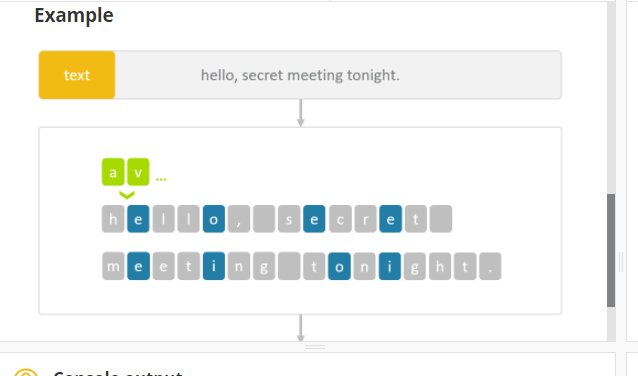 Example
text hello, secret meeting tonight.
a v ...
h e l l o , s e c r e t
m e e t i n g t o n i g h t .
Console output